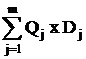 m
∑ Qj x Dj
j=1